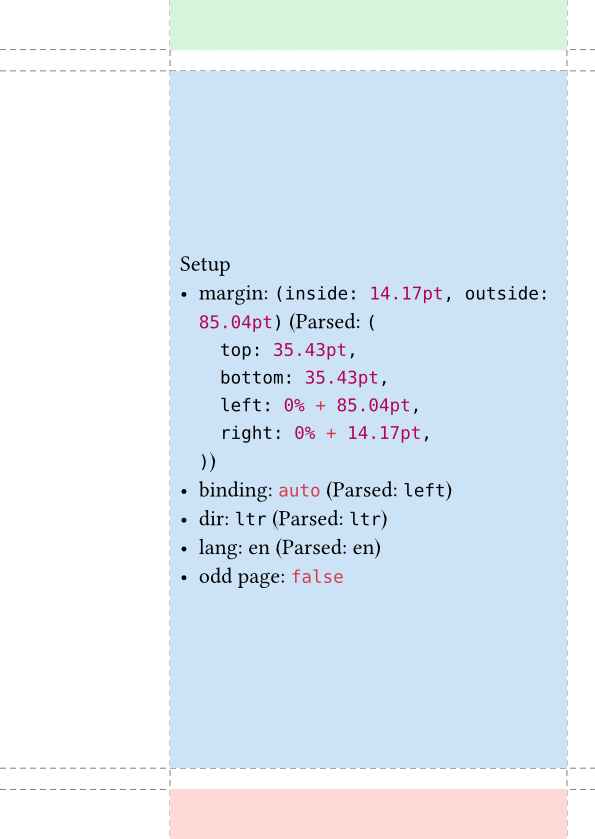 Setup
• margin: (inside: 14.17pt, outside:
85.04pt) (Parsed: (
top: 35.43pt,
bottom: 35.43pt,
left: 0% + 85.04pt,
right: 0% + 14.17pt,
))
• binding: auto (Parsed: left)
• dir: ltr (Parsed: ltr)
• lang: en (Parsed: en)
• odd page: false